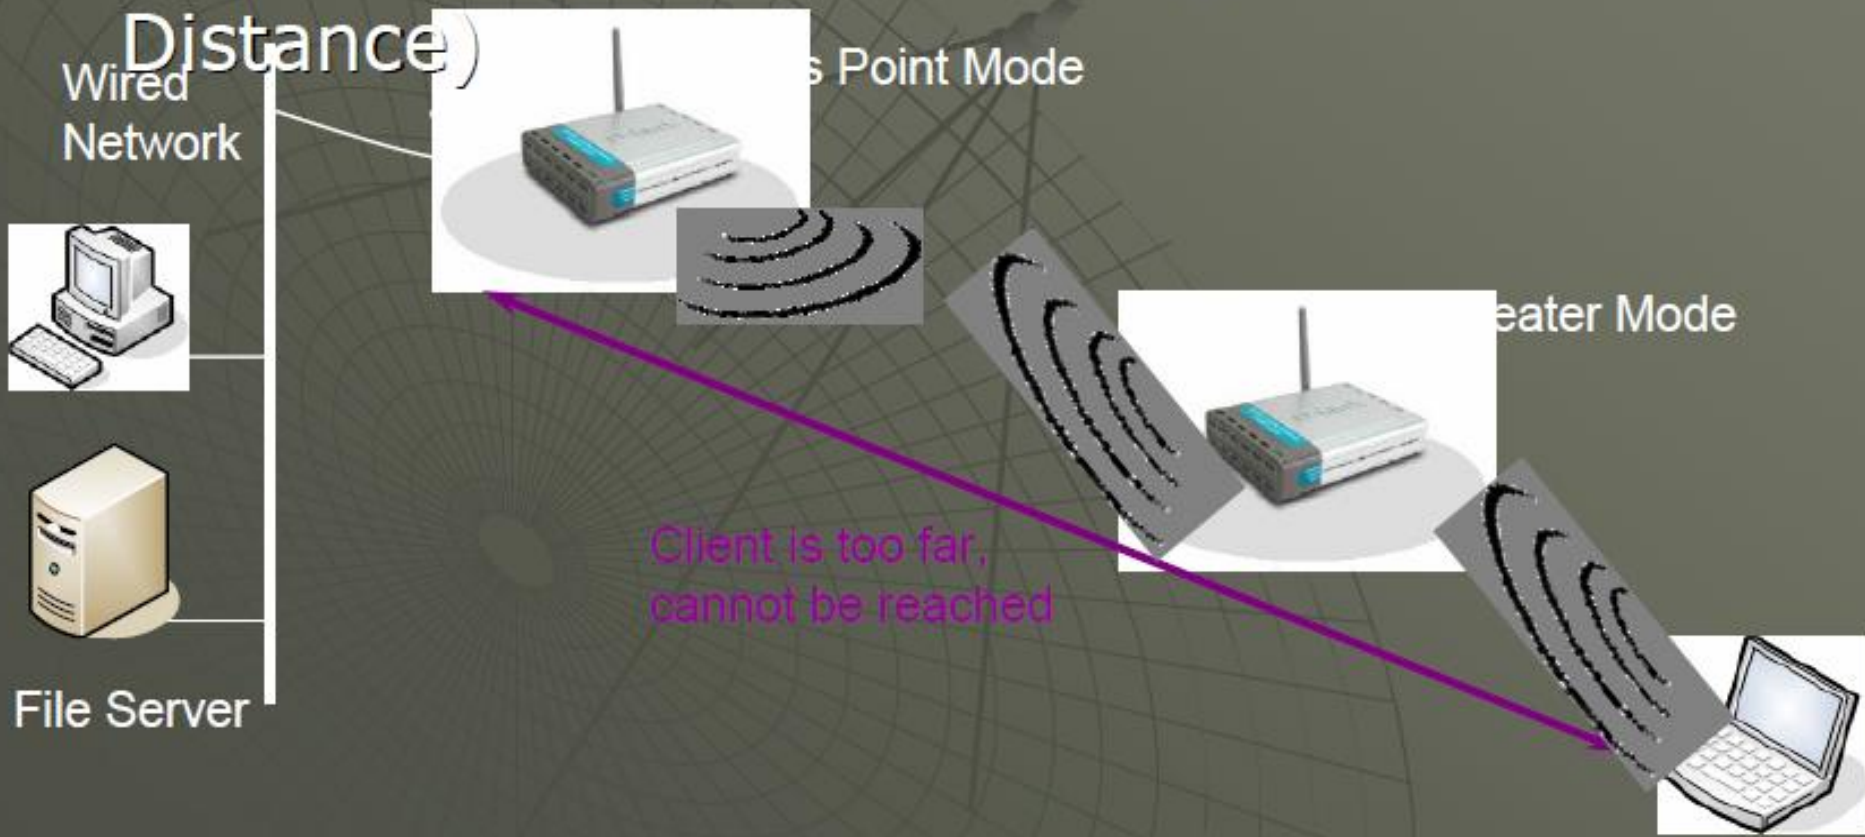 Distance)
Wired
Network
s Point Mode
eater Mode
Client is too far,
cannot be reached
File Server